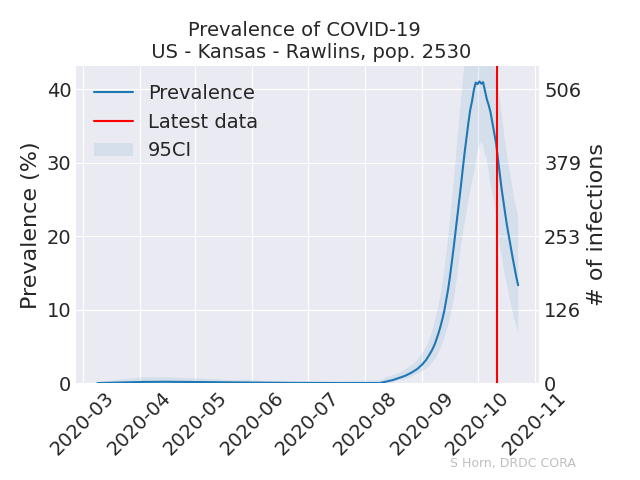 Prevalence of COVID-19
US - Kansas - Rawlins, pop. 2530
Prevalence
Latest data
95CI
Prevalence (%)
40
30
20
10
0
# of infections
506
379
253
126
0
2020-03
2020-04
2020-05
2020-06
2020-07
2020-08
2020-09
2020-10
2020-11
S Horn, DRDC CORA